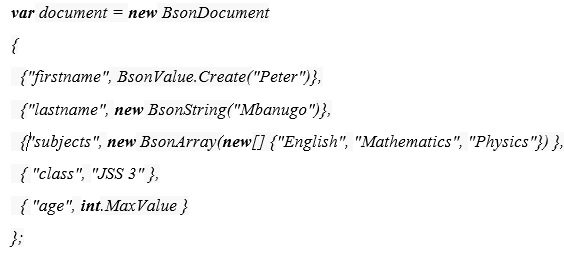 var document = new BsonDocument
{
{"firstname", BsonValue.Create("Peter")},
{"lastname", new BsonString("Mbanugo")},
{"subjects", new BsonArray(new[] {"English", "Mathematics", "Physics"}) },
{ "class", "JSS 3" },
{ "age", int.MaxValue }
};